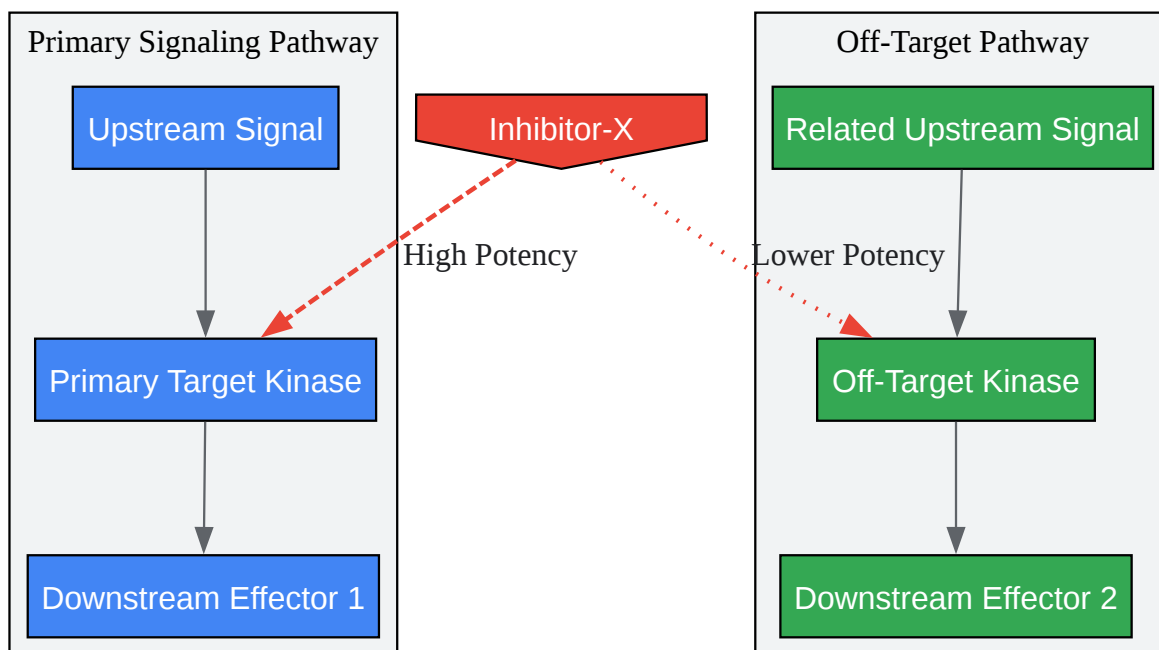 Primary Signaling Pathway
Off-Target Pathway
Upstream Signal
Inhibitor-X
Related Upstream Signal
High Potency
Lower Potency
Primary Target Kinase
Off-Target Kinase
Downstream Effector 1
Downstream Effector 2